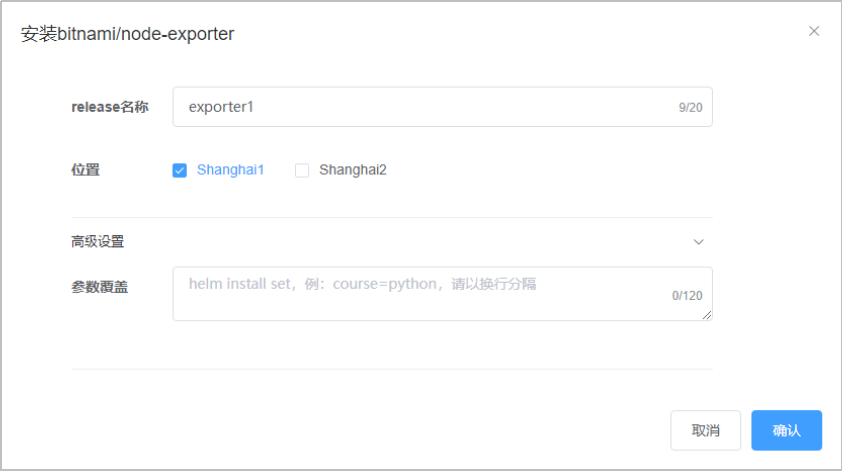 安装bitnami/node-exporter
release名称
exporter1
9/20
位置
Shanghai1
Shanghai2
高级设置
参数覆盖
helm install set，例：course=python，请以换行分隔
0/120
取消
确认